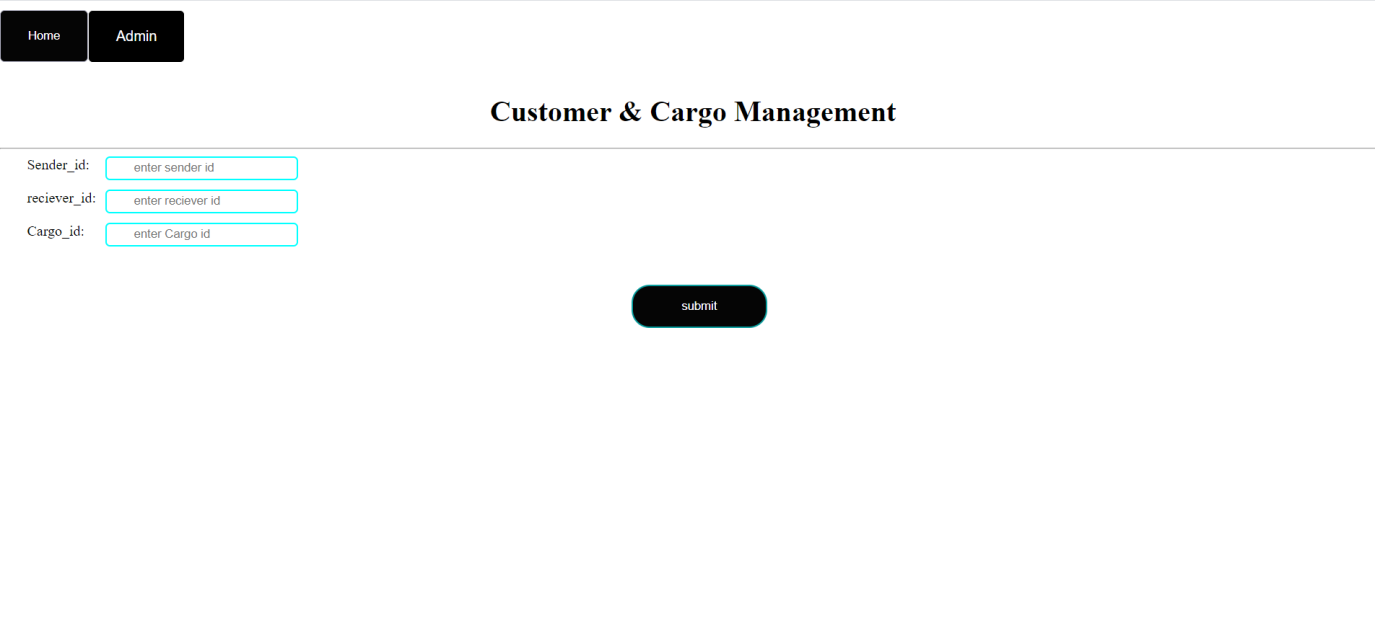 Home Admin
Customer & Cargo Management
Sender_id: enter sender id
reciever_id: enter reciever id
Cargo_id: enter Cargo id
submit